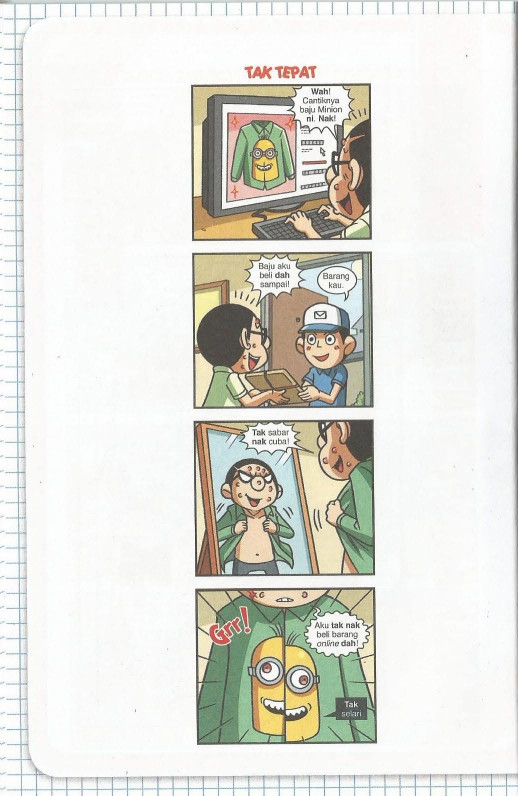 TAK TEPAT
Wah!
Cantiknya
baju Minion
ni. Nak!
Baju aku
beli dah
sampai!
Barang
kau.
Tak sabar
nak cuba!
Grr!
Aku tak nak
beli barang
online dah!
Tak
selari